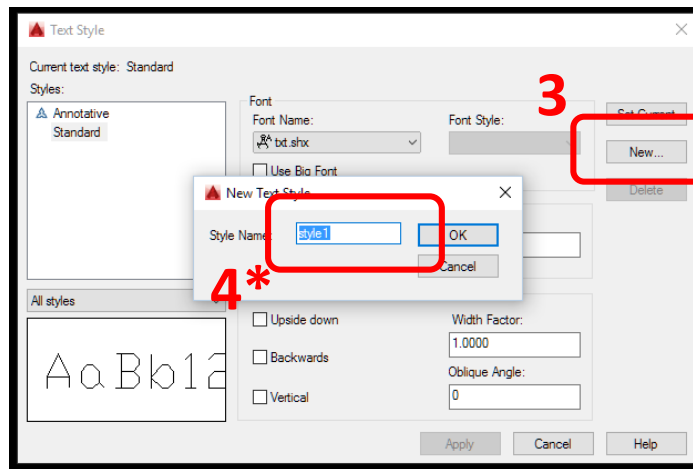 Text Style
Current text style: Standard
Styles:
Annotative
Standard
Font
Font Name:
Font Style:
3
Set Current
txt.shx
New...
Use Big Font
Delete
New Text Style
Style Name:
style1
OK
Cancel
4*
All styles
AaBb12
Upside down
Width Factor:
1.0000
Backwards
Oblique Angle:
Vertical
0
Apply
Cancel
Help